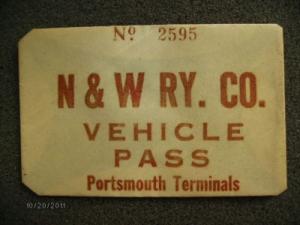 Nº 2595
N & W RY. CO.
VEHICLE
PASS
Portsmouth Terminals
10/20/2011